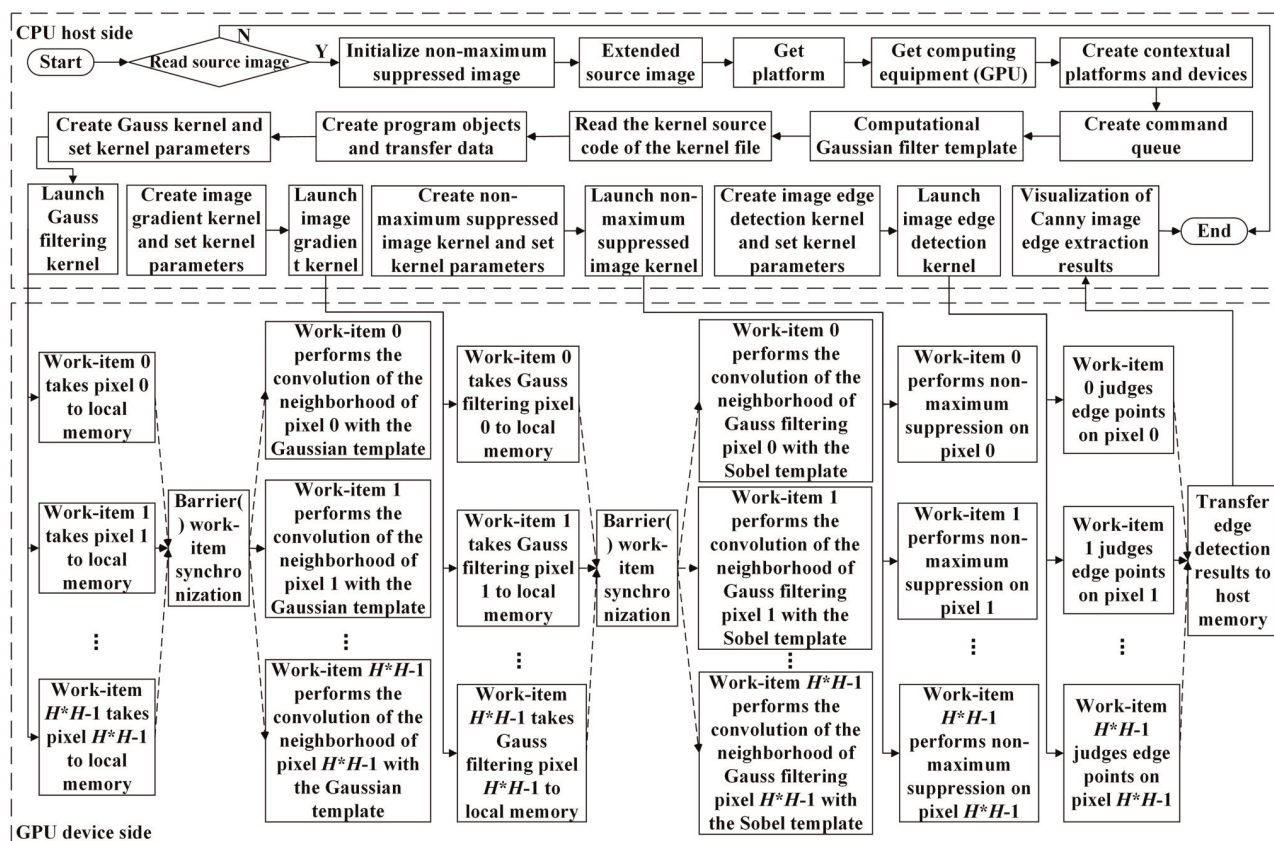 CPU host side
N
Start
Read source image
Y
Initialize non-maximum
suppressed image
Extended
source image
Get
platform
Get computing
equipment (GPU)
Create contextual
platforms and devices
Create Gauss kernel and
set kernel parameters
Create program objects
and transfer data
Read the kernel source
code of the kernel file
Computational
Gaussian filter template
Create command
queue
Launch
Gauss
filtering
kernel
Create image
gradient kernel
and set kernel
parameters
Launch
image
gradien
t kernel
Create non-
maximum suppressed
image kernel and set
kernel parameters
Launch non-
maximum
suppressed
image kernel
Create image edge
detection kernel
and set kernel
parameters
Launch
image edge
detection
kernel
Visualization of
Canny image
edge extraction
results
End
Work-item 0
takes pixel 0
to local
memory
Work-item 1
takes pixel 1
to local
memory
...
Work-item
H*H-1 takes
pixel H*H-1
to local
memory
Barrier(
) work-
item
synchro
nization
Work-item 0
performs the
convolution of the
neighborhood of
pixel 0 with the
Gaussian template
Work-item 1
performs the
convolution of the
neighborhood of
pixel 1 with the
Gaussian template
...
Work-item H*H-1
performs the
convolution of the
neighborhood of
pixel H*H-1 with
the Gaussian
template
Work-item 0
takes Gauss
filtering pixel
0 to local
memory
Work-item 1
takes Gauss
filtering pixel
1 to local
memory
...
Work-item
H*H-1 takes
Gauss
filtering pixel
H*H-1 to
local memory
Barrier(
) work-
item
synchro
nization
Work-item 0
performs the
convolution of the
neighborhood of
Gauss filtering
pixel 0 with the
Sobel template
Work-item 1
performs the
convolution of the
neighborhood of
Gauss filtering
pixel 1 with the
Sobel template
...
Work-item H*H-1
performs the
convolution of the
neighborhood of
Gauss filtering
pixel H*H-1 with
the Sobel template
Work-item 0
performs non-
maximum
suppression on
pixel 0
Work-item 1
performs non-
maximum
suppression on
pixel 1
...
Work-item
H*H-1
performs non-
maximum
suppression on
pixel H*H-1
Work-item
0 judges
edge points
on pixel 0
Work-item
1 judges
edge points
on pixel 1
...
Work-item
H*H-1
judges edge
points on
pixel H*H-1
Transfer
edge
detection
results to
host
memory
GPU device side